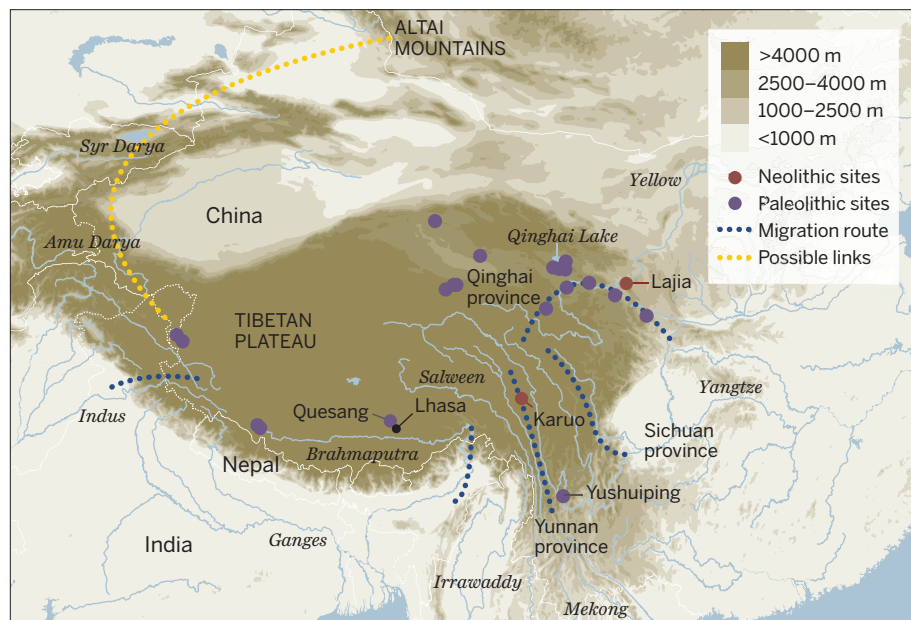 ALTAI
MOUNTAINS
>4000 m
2500–4000 m
1000–2500 m
<1000 m
Neolithic sites
Paleolithic sites
Migration route
Possible links
Syr Darya
Yellow
China
Amu Darya
Qinghai Lake
Qinghai
province
Lajia
TIBETAN
PLATEAU
Salween
Yangtze
Indus
Quesang
Lhasa
Karuo
Sichuan
province
Nepal
Brahmaputra
Yushuiping
Yunnan
province
India
Ganges
Irrawaddy
Mekong